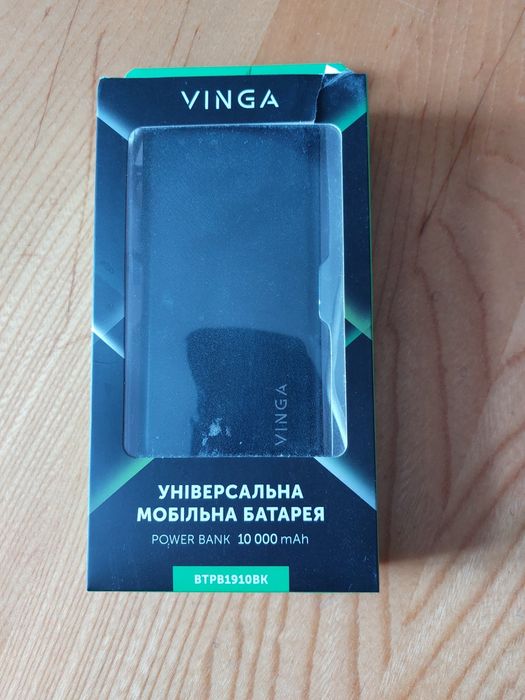 VINGA
VINGA
УНІВЕРСАЛЬНА
МОБІЛЬНА БАТАРЕЯ
POWER BANK 10 000 mAh
BTPB1910BK